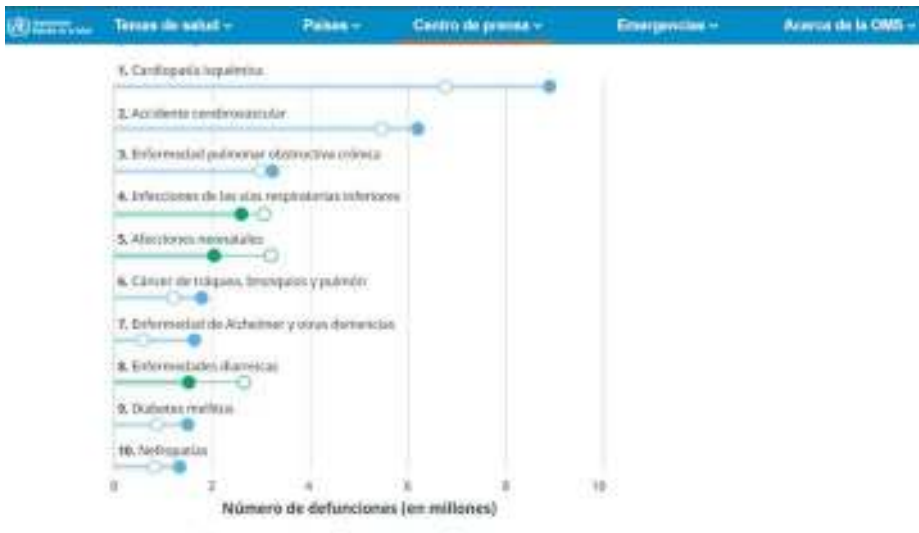 Temas de salud
Países
Centro de prensa
Emergencias
Acerca de la OMS
1. Cardiopatía isquémica
2. Accidente cerebrovascular
3. Enfermedad pulmonar obstructiva crónica
4. Infecciones de las vías respiratorias inferiores
5. Afecciones neonatales
6. Cáncer de tráquea, bronquios y pulmón
7. Enfermedad de Alzheimer y otras demencias
8. Enfermedades diarreicas
9. Diabetes mellitus
10. Nefropatías
0 2 4 6 8 10
Número de defunciones (en millones)